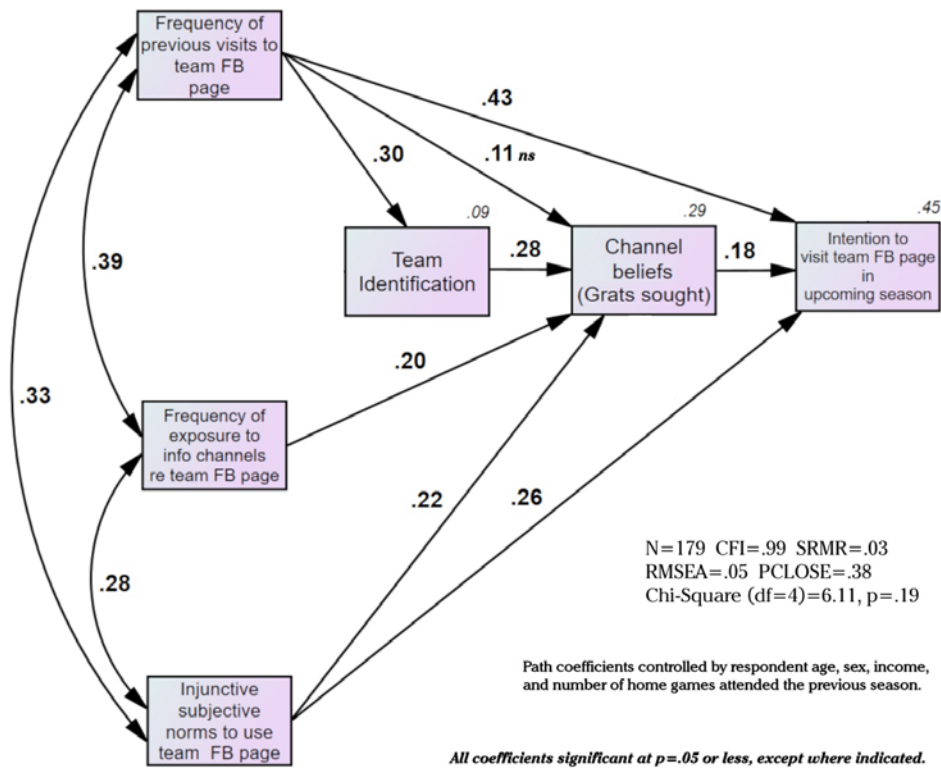 Frequency of
previous visits to
team FB
page
.43
.11 ns
.30
.09
.29
.45
Team
Identification
.28
Channel
beliefs
(Grats sought)
.18
Intention to
visit team FB page
in
upcoming season
.39
.20
.33
Frequency of
exposure to
info channels
re team FB page
.22
.26
.28
N=179 CFI=.99 SRMR=.03
RMSEA=.05 PCLOSE=.38
Chi-Square (df=4)=6.11, p=.19
Injunctive
subjective
norms to use
team FB page
Path coefficients controlled by respondent age, sex, income,
and number of home games attended the previous season.
All coefficients significant at p=.05 or less, except where indicated.